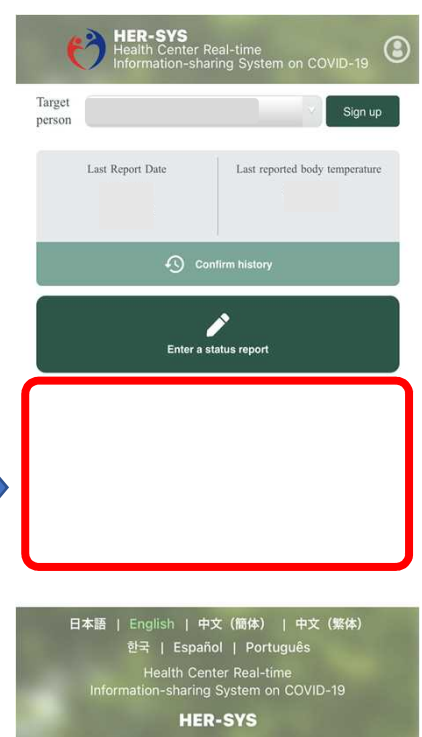 HER-SYS
Health Center Real-time
Information-sharing System on COVID-19
Target
person
Sign up
Last Report Date
Last reported body temperature
Confirm history
Enter a status report
日本語 | English | 中文（簡体） | 中文（繁体）
한국 | Español | Português
Health Center Real-time
Information-sharing System on COVID-19
HER-SYS